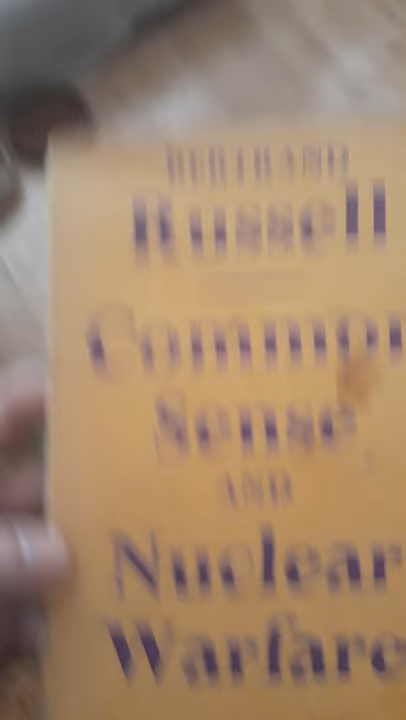 BERTRAND
Russell
Common
Sense
AND
Nuclear
Warfare